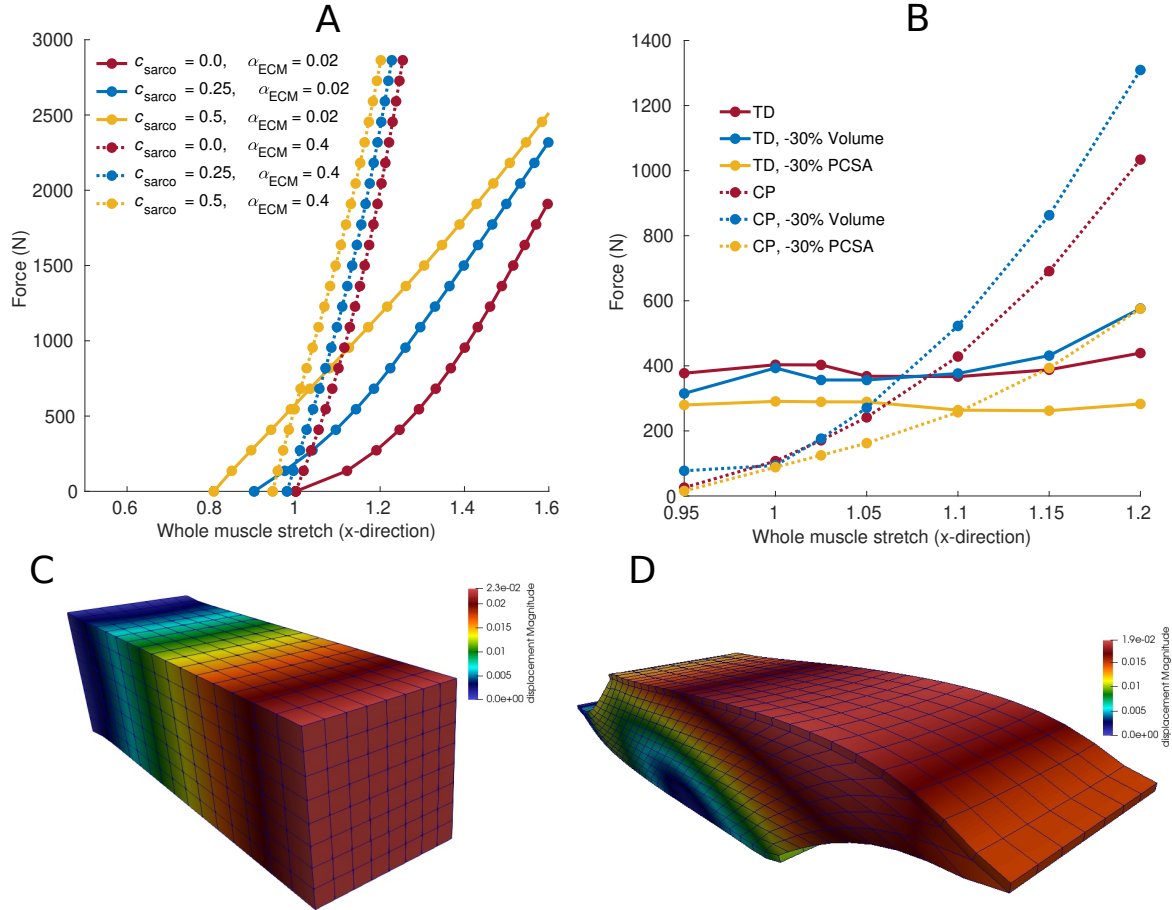 A
3000
2500
2000
1500
1000
500
0
Force (N)
c_sarco = 0.0, α_ECM = 0.02
c_sarco = 0.25, α_ECM = 0.02
c_sarco = 0.5, α_ECM = 0.02
c_sarco = 0.0, α_ECM = 0.4
c_sarco = 0.25, α_ECM = 0.4
c_sarco = 0.5, α_ECM = 0.4
0.6 0.8 1 1.2 1.4 1.6
Whole muscle stretch (x-direction)
B
1400
1200
1000
800
600
400
200
0
Force (N)
TD
TD, -30% Volume
TD, -30% PCSA
CP
CP, -30% Volume
CP, -30% PCSA
0.95 1 1.05 1.1 1.15 1.2
Whole muscle stretch (x-direction)
C
2.3e-02
0.02
0.015
0.01
0.005
0.0e+00
displacement Magnitude
D
1.9e-02
0.015
0.01
0.005
0.0e+00
displacement Magnitude